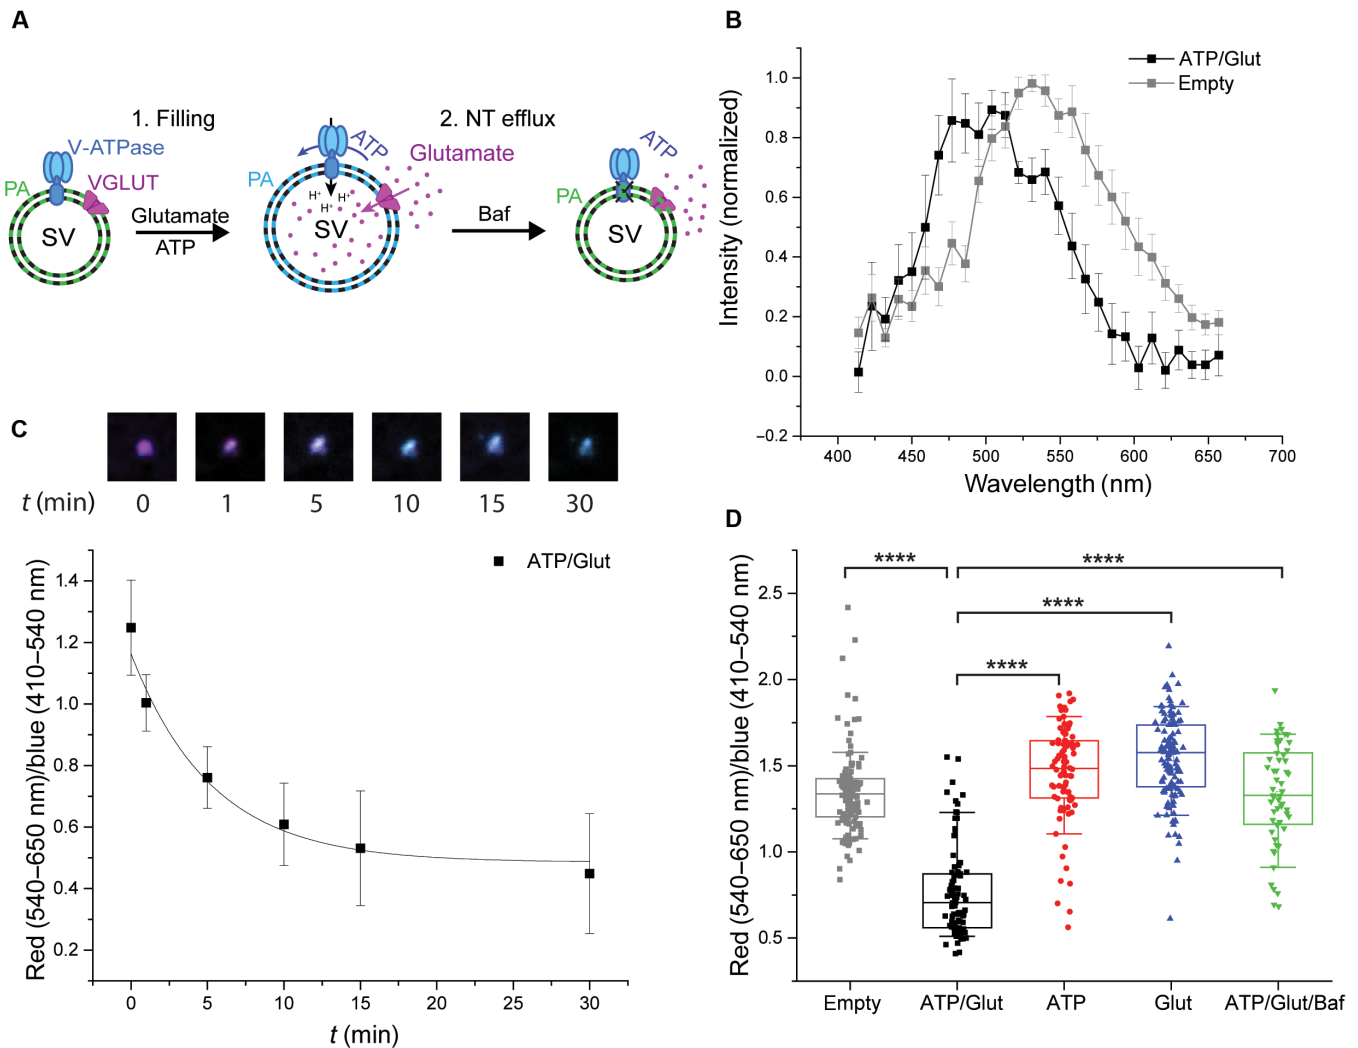 A
1. Filling
2. NT efflux
V-ATPase
PA
VGLUT
SV
Glutamate
ATP
ATP
PA
H⁺
H⁺
H⁺
SV
Glutamate
Baf
ATP
PA
SV
B
ATP/Glut
Empty
Intensity (normalized)
1.0
0.8
0.6
0.4
0.2
0.0
−0.2
400 450 500 550 600 650 700
Wavelength (nm)
C
t (min) 0 1 5 10 15 30
ATP/Glut
Red (540–650 nm)/blue (410–540 nm)
1.4
1.2
1.0
0.8
0.6
0.4
0.2
0 5 10 15 20 25 30
t (min)
D
Red (540–650 nm)/blue (410–540 nm)
****
****
****
****
2.5
2.0
1.5
1.0
0.5
Empty ATP/Glut ATP Glut ATP/Glut/Baf